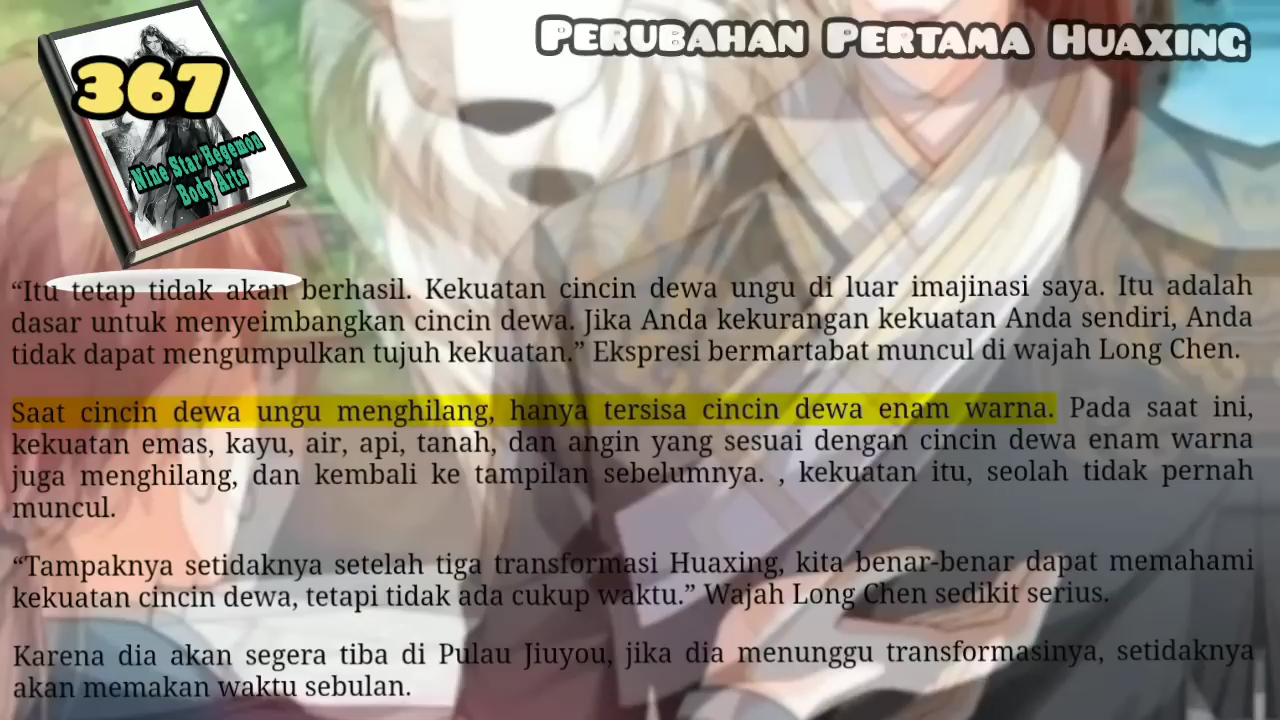 PERUBAHAN PERTAMA HUAXING
367
Nine Star Hegemon
Body Arts
“Itu tetap tidak akan berhasil. Kekuatan cincin dewa ungu di luar imajinasi saya. Itu adalah
dasar untuk menyeimbangkan cincin dewa. Jika Anda kekurangan kekuatan Anda sendiri, Anda
tidak dapat mengumpulkan tujuh kekuatan.” Ekspresi bermartabat muncul di wajah Long Chen.
Saat cincin dewa ungu menghilang, hanya tersisa cincin dewa enam warna. Pada saat ini,
kekuatan emas, kayu, air, api, tanah, dan angin yang sesuai dengan cincin dewa enam warna
juga menghilang, dan kembali ke tampilan sebelumnya. , kekuatan itu, seolah tidak pernah
muncul.
“Tampaknya setidaknya setelah tiga transformasi Huaxing, kita benar-benar dapat memahami
kekuatan cincin dewa, tetapi tidak ada cukup waktu.” Wajah Long Chen sedikit serius.
Karena dia akan segera tiba di Pulau Jiuyou, jika dia menunggu transformasinya, setidaknya
akan memakan waktu sebulan.